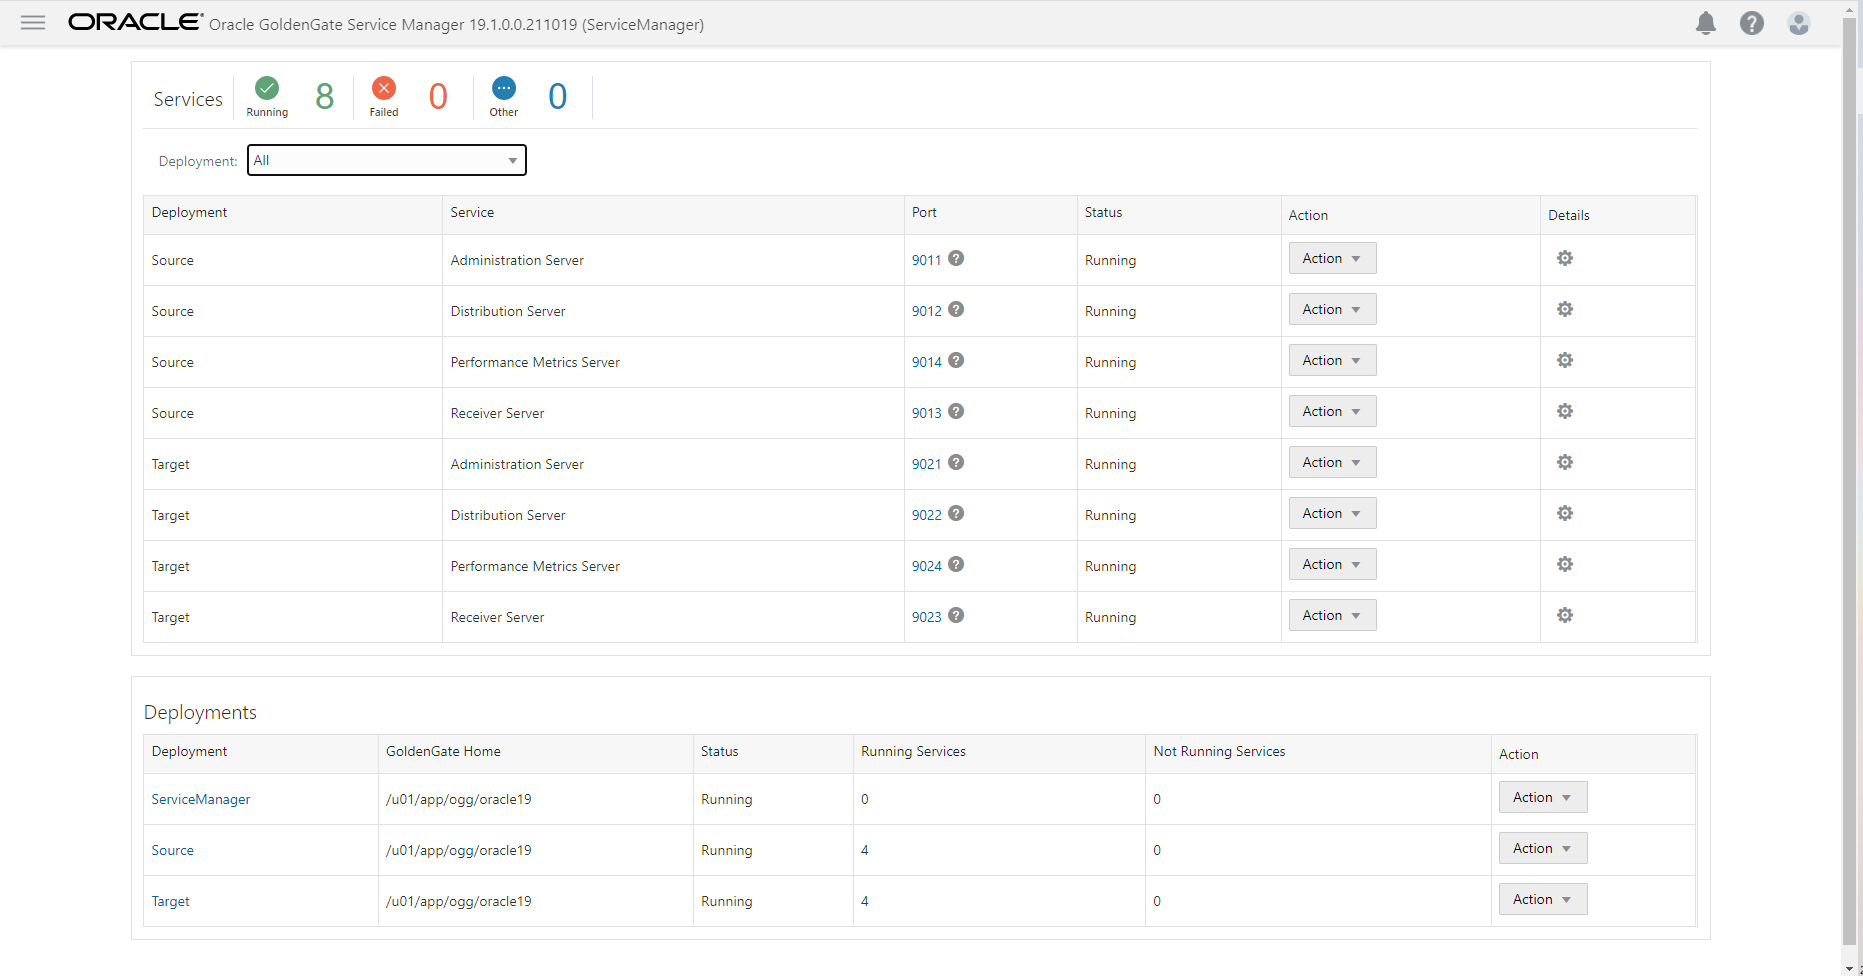 ORACLE® Oracle GoldenGate Service Manager 19.1.0.0.211019 (ServiceManager)
Services Running 8 Failed 0 Other 0
Deployment: All
Deployment Service Port Status Action Details
Source Administration Server 9011 Running Action
Source Distribution Server 9012 Running Action
Source Performance Metrics Server 9014 Running Action
Source Receiver Server 9013 Running Action
Target Administration Server 9021 Running Action
Target Distribution Server 9022 Running Action
Target Performance Metrics Server 9024 Running Action
Target Receiver Server 9023 Running Action
Deployments
Deployment GoldenGate Home Status Running Services Not Running Services Action
ServiceManager /u01/app/ogg/oracle19 Running 0 0 Action
Source /u01/app/ogg/oracle19 Running 4 0 Action
Target /u01/app/ogg/oracle19 Running 4 0 Action